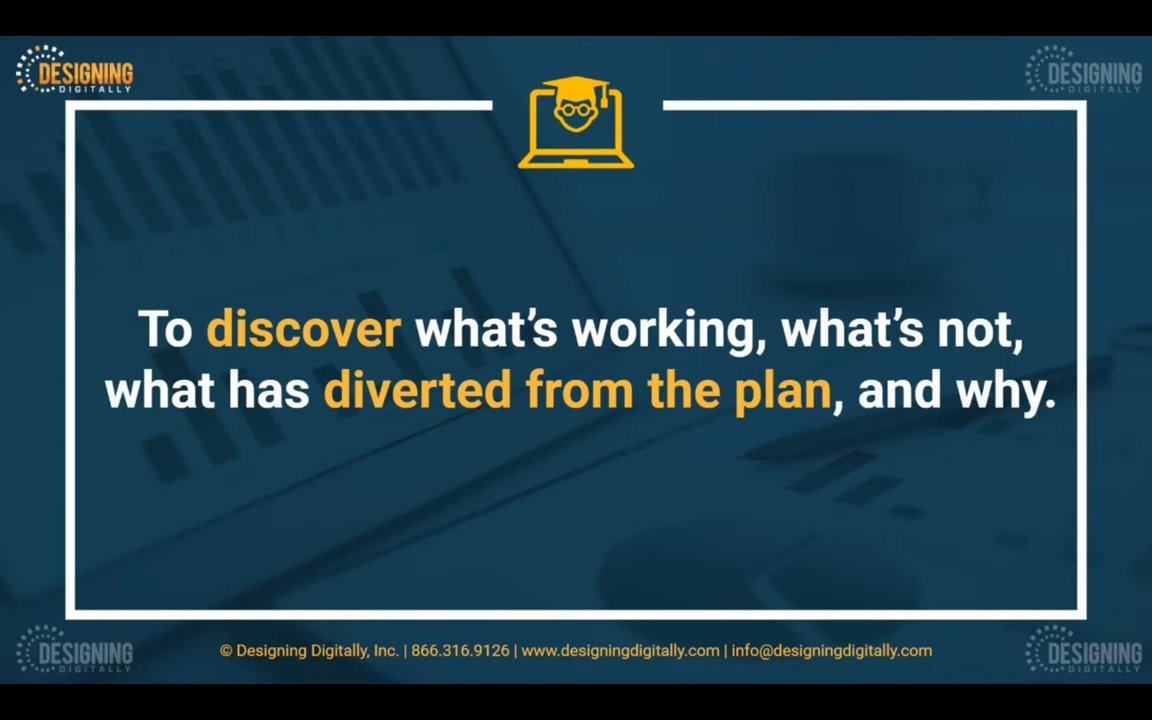 DESIGNING
DIGITALLY
DESIGNING
DIGITALLY
To discover what's working, what's not,
what has diverted from the plan, and why.
DESIGNING
DIGITALLY
© Designing Digitally, Inc. | 866.316.9126 | www.designingdigitally.com | info@designingdigitally.com
DESIGNING
DIGITALLY